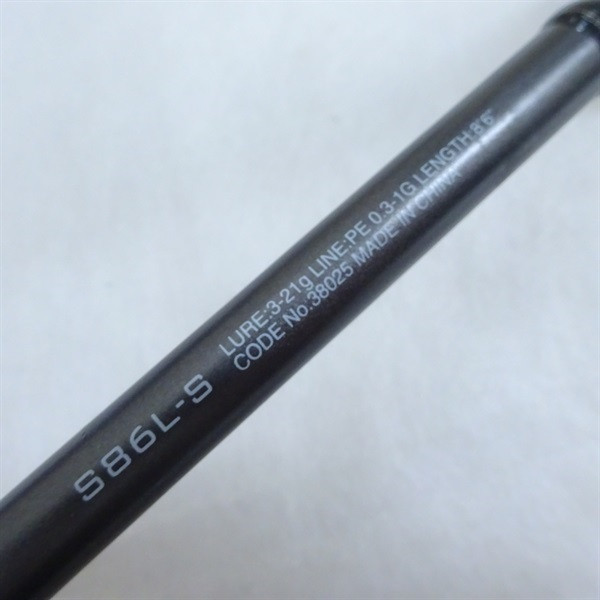 S86L-S
LURE:3-21g LINE:PE 0.3-1G LENGTH:8'6"
CODE No.38025 MADE IN CHINA